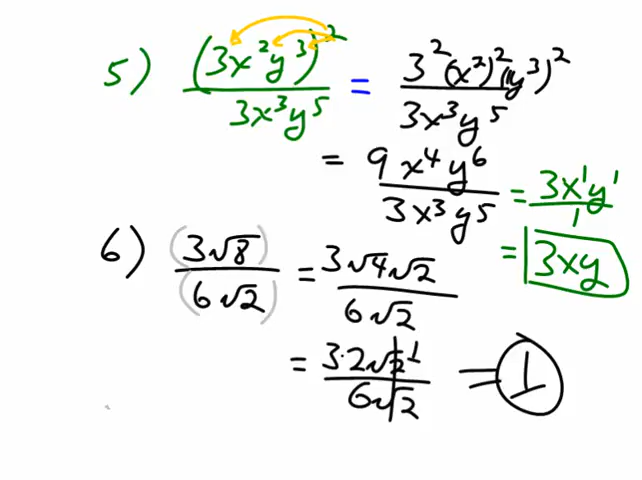 5) (3x²y³)² / 3x³y⁵ = 3²(x²)²(y³)² / 3x³y⁵
= 9x⁴y⁶ / 3x³y⁵ = 3x¹y¹ / 1
= 3xy
6) (3√8) / (6√2) = 3√4√2 / 6√2
= 3·2√2 1 / 6√2 = 1